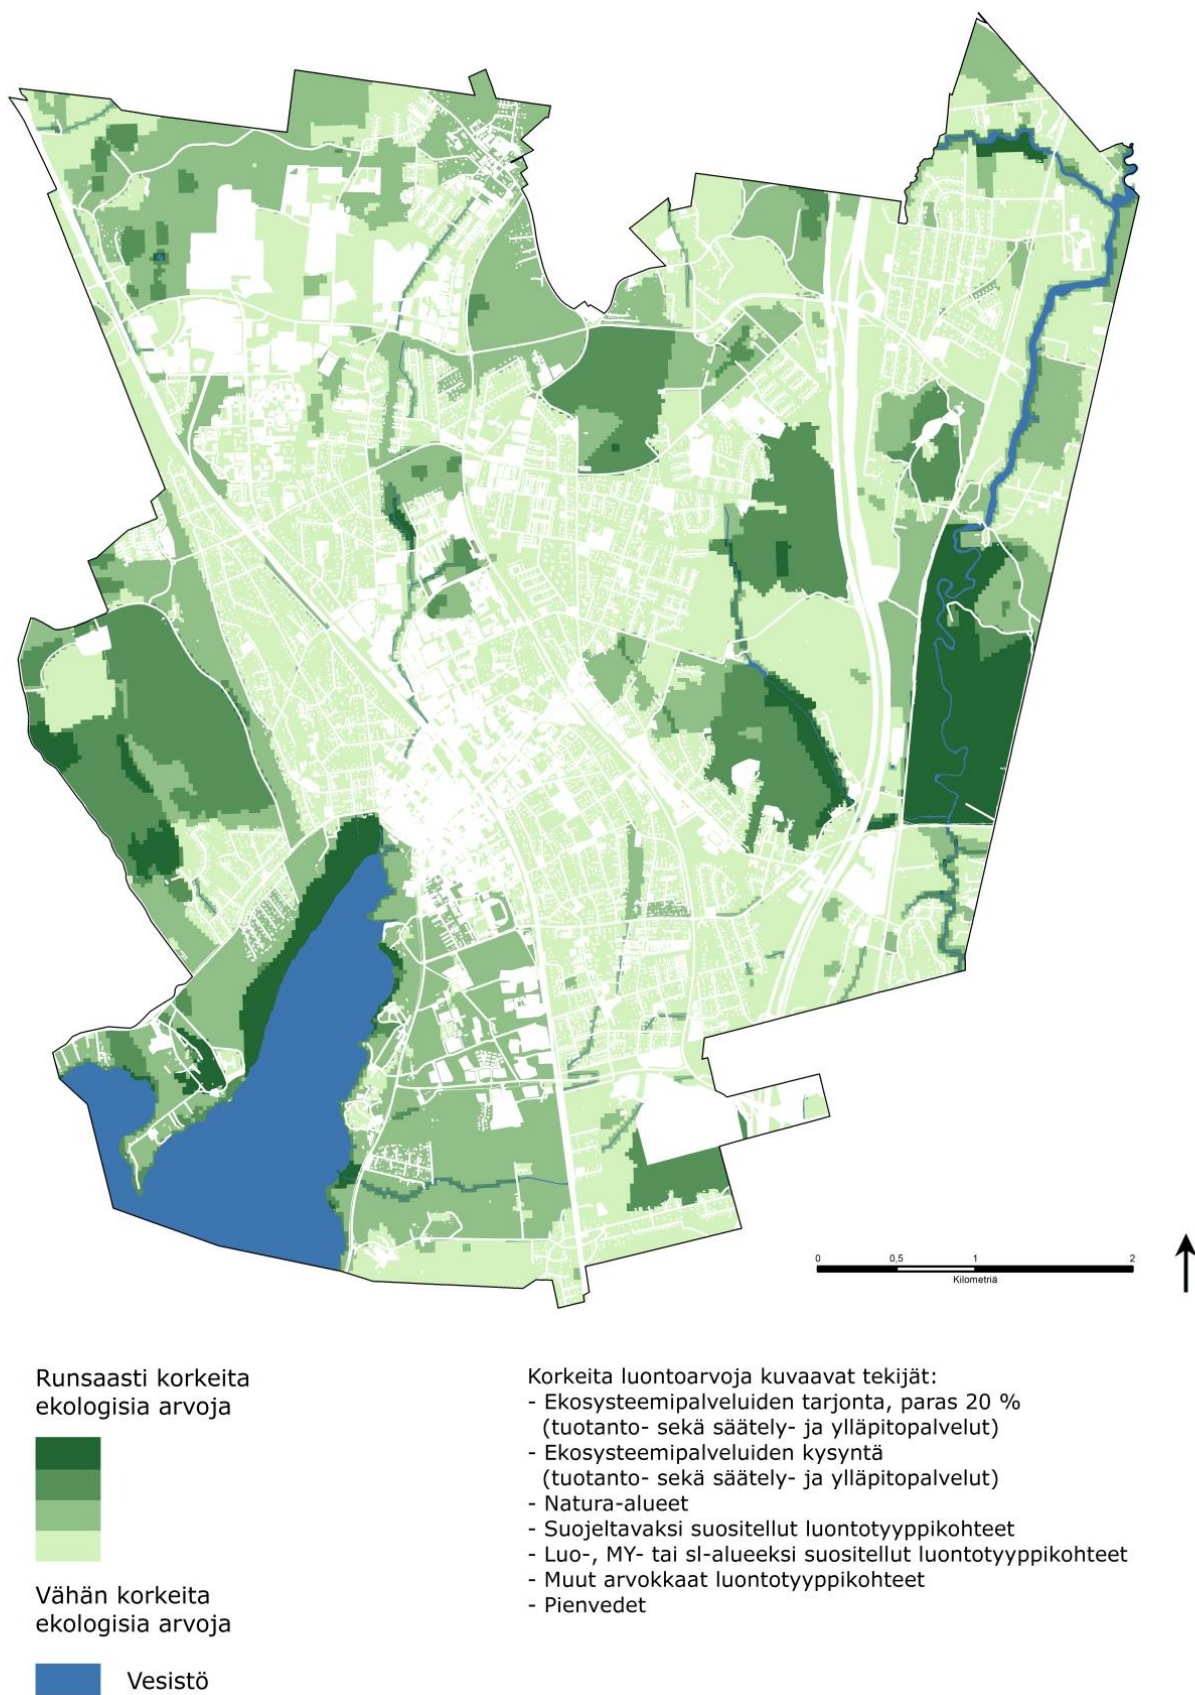 0 0,5 1 2
Kilometriä
Runsaasti korkeita
ekologisia arvoja
Vähän korkeita
ekologisia arvoja
Vesistö
Korkeita luontoarvoja kuvaavat tekijät:
- Ekosysteemipalveluiden tarjonta, paras 20 %
(tuotanto- sekä säätely- ja ylläpitopalvelut)
- Ekosysteemipalveluiden kysyntä
(tuotanto- sekä säätely- ja ylläpitopalvelut)
- Natura-alueet
- Suojeltavaksi suositellut luontotyyppikohteet
- Luo-, MY- tai sl-alueeksi suositellut luontotyyppikohteet
- Muut arvokkaat luontotyyppikohteet
- Pienvedet